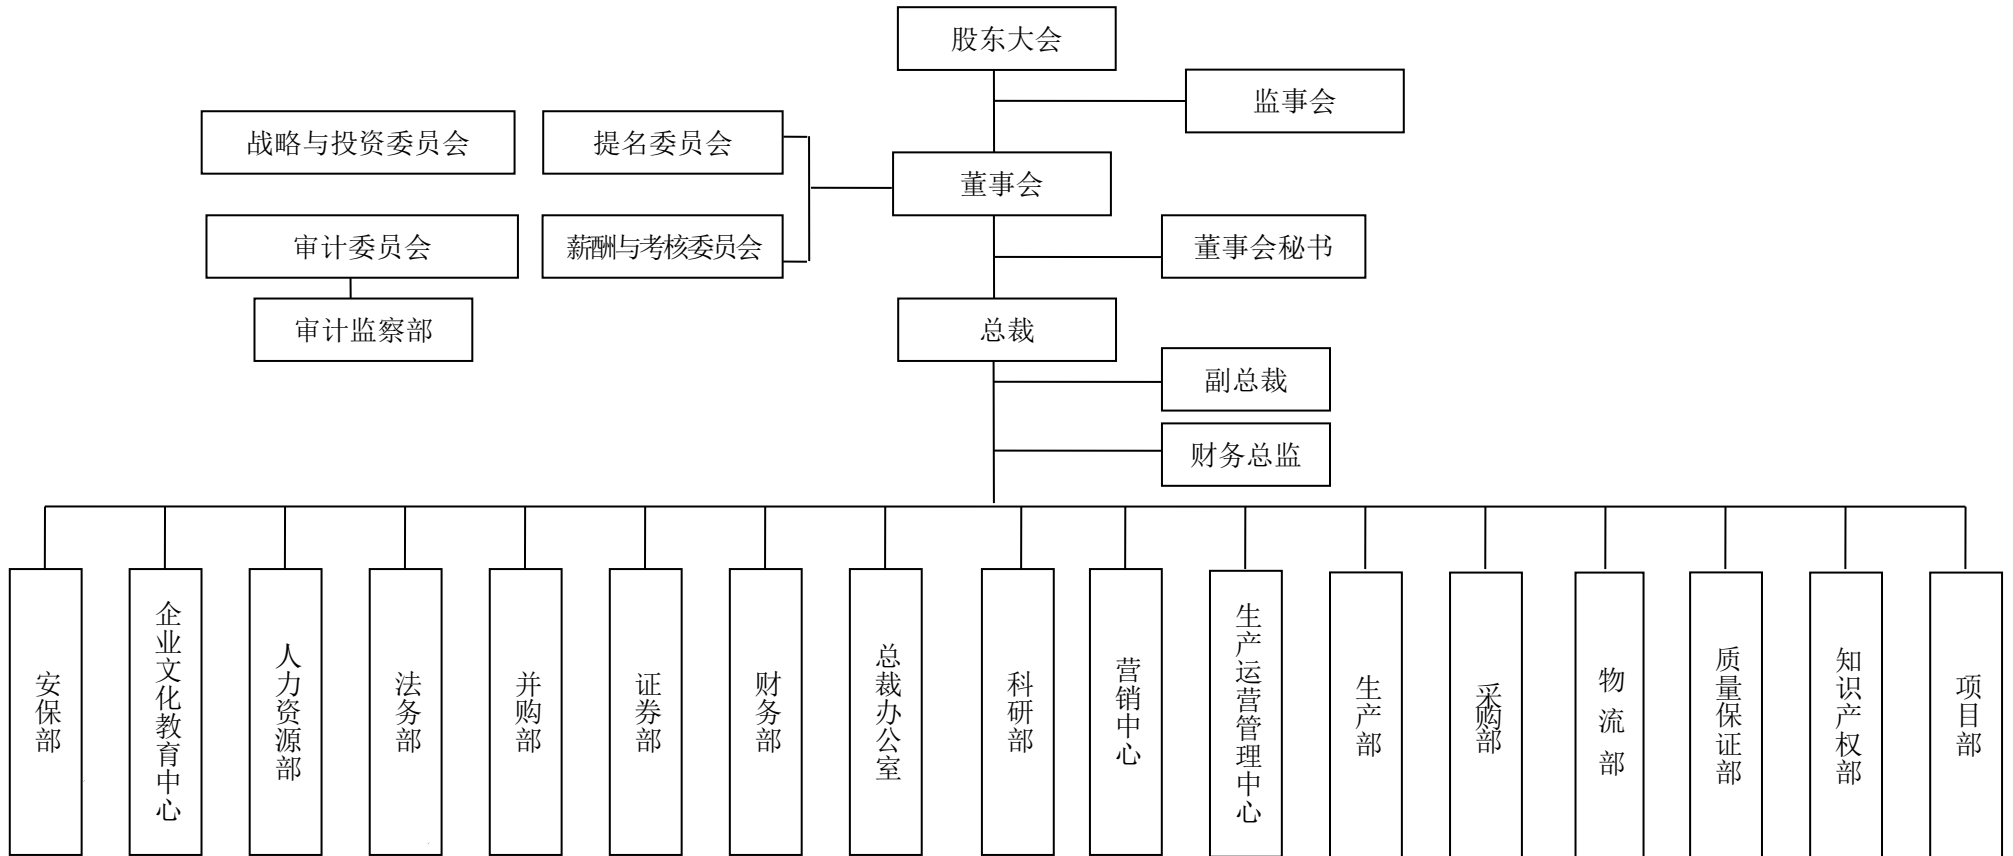 股东大会
监事会
战略与投资委员会
提名委员会
董事会
审计委员会
薪酬与考核委员会
董事会秘书
审计监察部
总裁
副总裁
财务总监
安保部
企业文化教育中心
人力资源部
法务部
并购部
证券部
财务部
总裁办公室
科研部
营销中心
生产运营管理中心
生产部
采购部
物流部
质量保证部
知识产权部
项目部